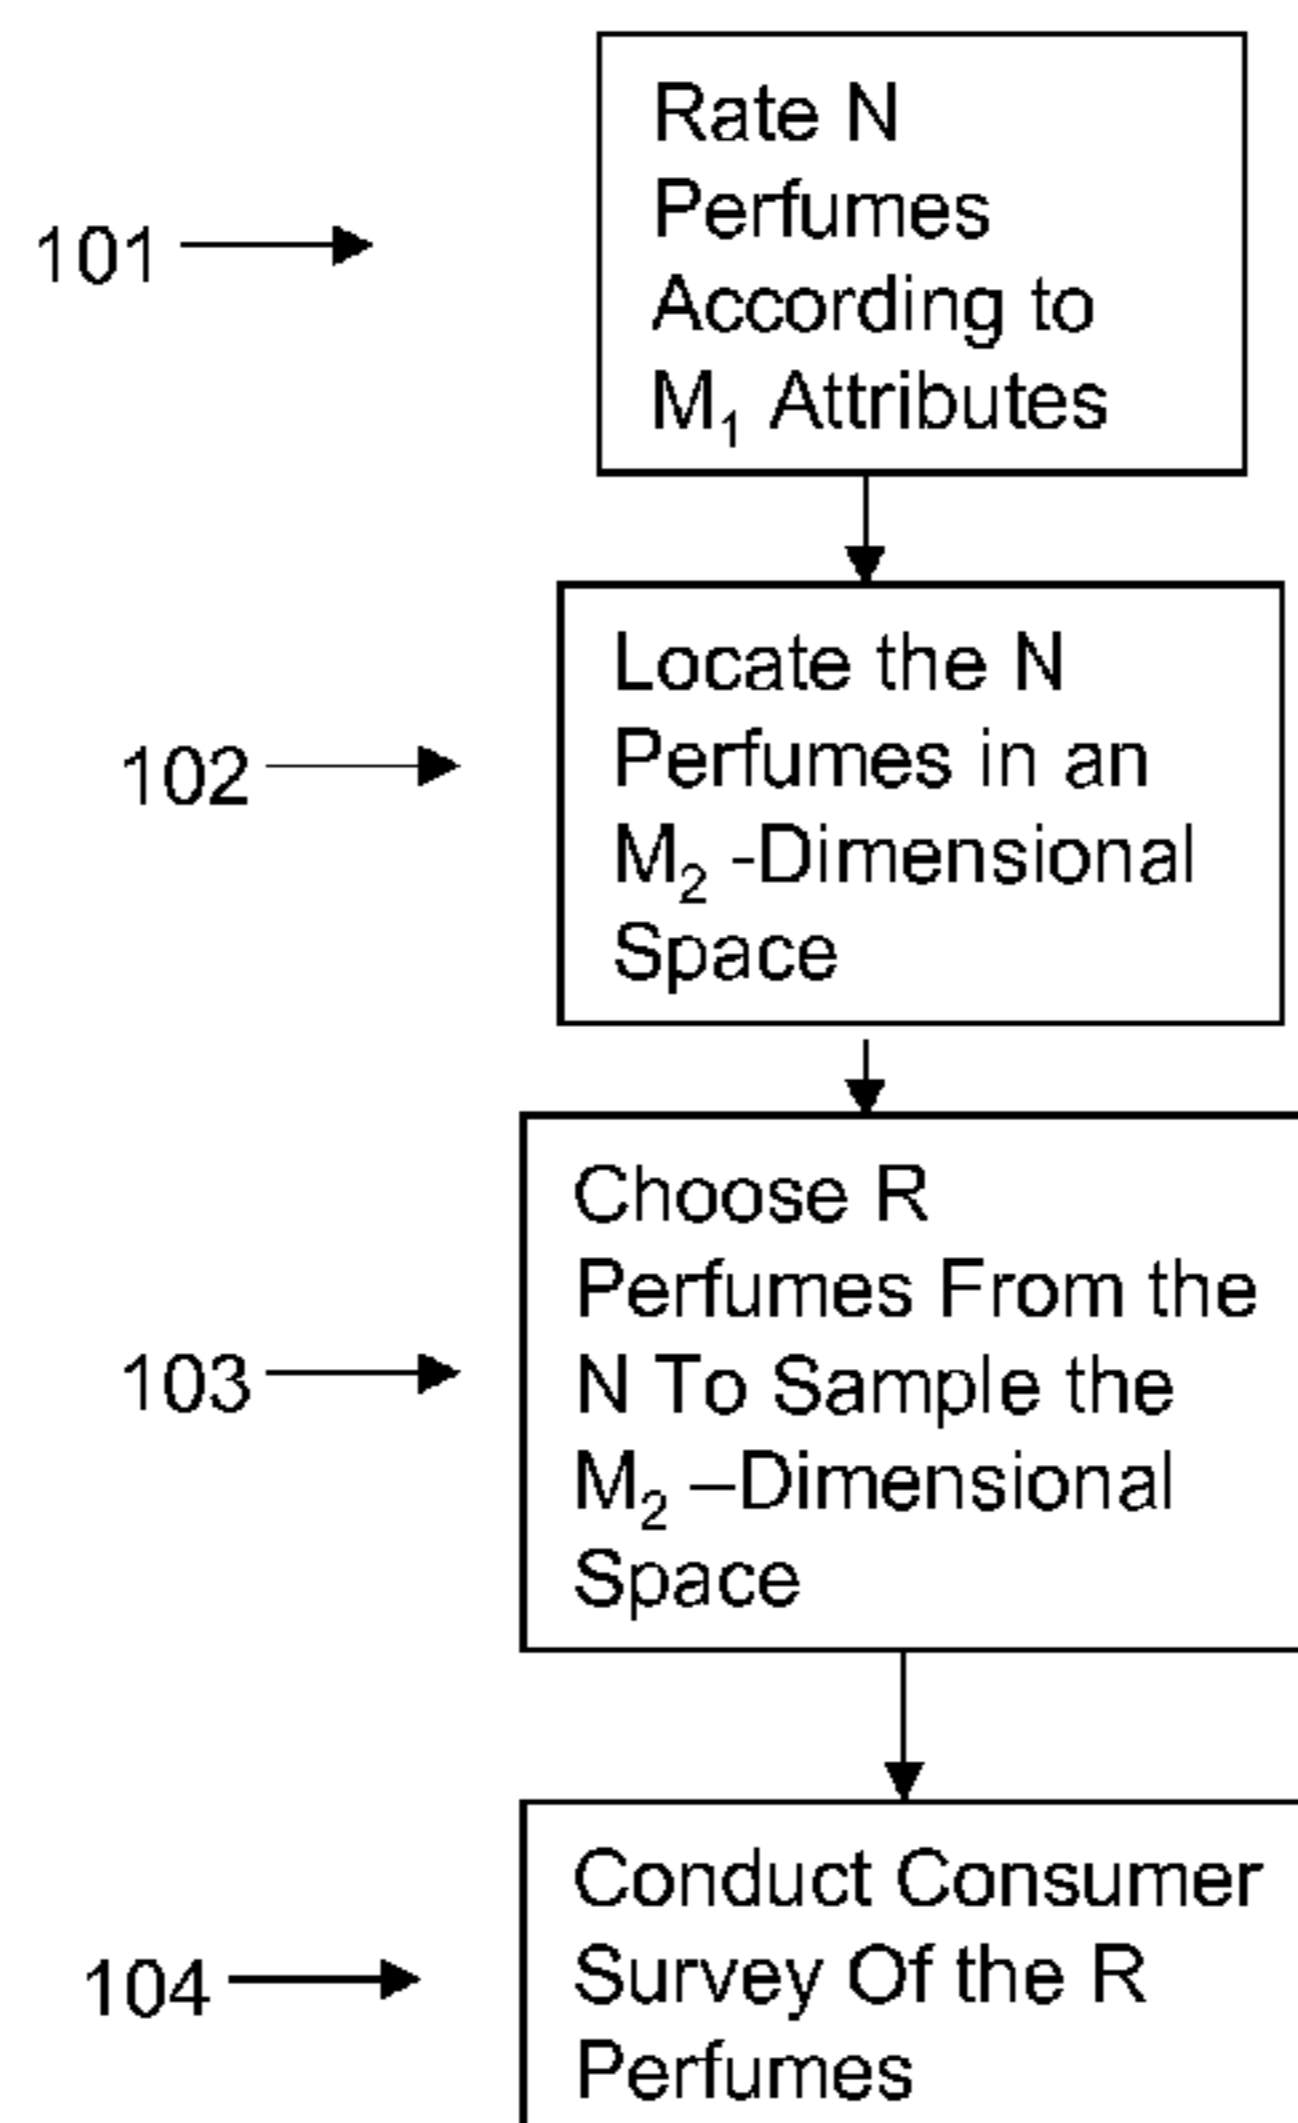 101
Rate N
Perfumes
According to
M₁ Attributes
102
Locate the N
Perfumes in an
M₂ -Dimensional
Space
103
Choose R
Perfumes From the
N To Sample the
M₂ –Dimensional
Space
104
Conduct Consumer
Survey Of the R
Perfumes